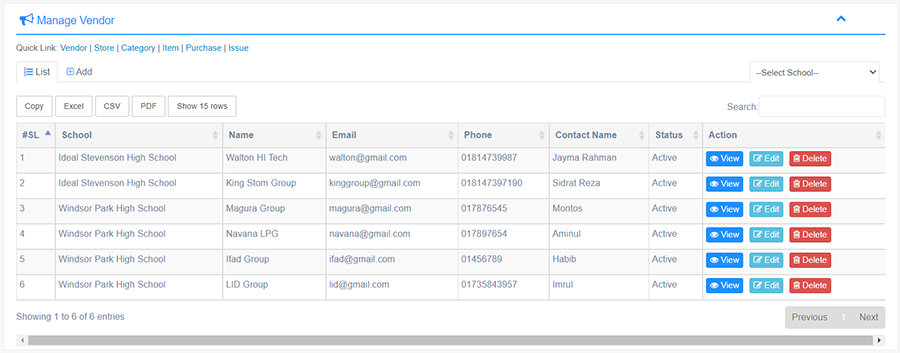 Manage Vendor
Quick Link: Vendor | Store | Category | Item | Purchase | Issue
List Add --Select School--
Copy Excel CSV PDF Show 15 rows Search:
#SL School Name Email Phone Contact Name Status Action
1 Ideal Stevenson High School Walton HI Tech walton@gmail.com 01814739987 Jayma Rahman Active View Edit Delete
2 Ideal Stevenson High School King Stom Group kinggroup@gmail.com 018147397190 Sidrat Reza Active View Edit Delete
3 Windsor Park High School Magura Group magura@gmail.com 017876545 Montos Active View Edit Delete
4 Windsor Park High School Navana LPG navana@gmail.com 017897654 Aminul Active View Edit Delete
5 Windsor Park High School Ifad Group ifad@gmail.com 01456789 Habib Active View Edit Delete
6 Windsor Park High School LID Group lid@gmail.com 01735843957 Imrul Active View Edit Delete
Showing 1 to 6 of 6 entries Previous 1 Next